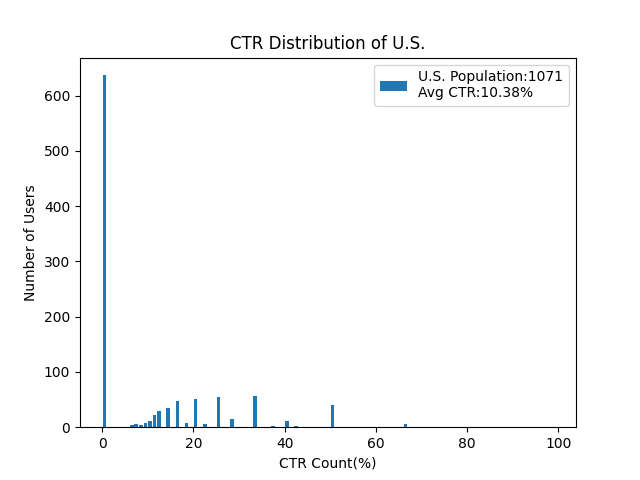 CTR Distribution of U.S.
U.S. Population:1071
Avg CTR:10.38%
600
500
400
300
200
100
0
Number of Users
0 20 40 60 80 100
CTR Count(%)